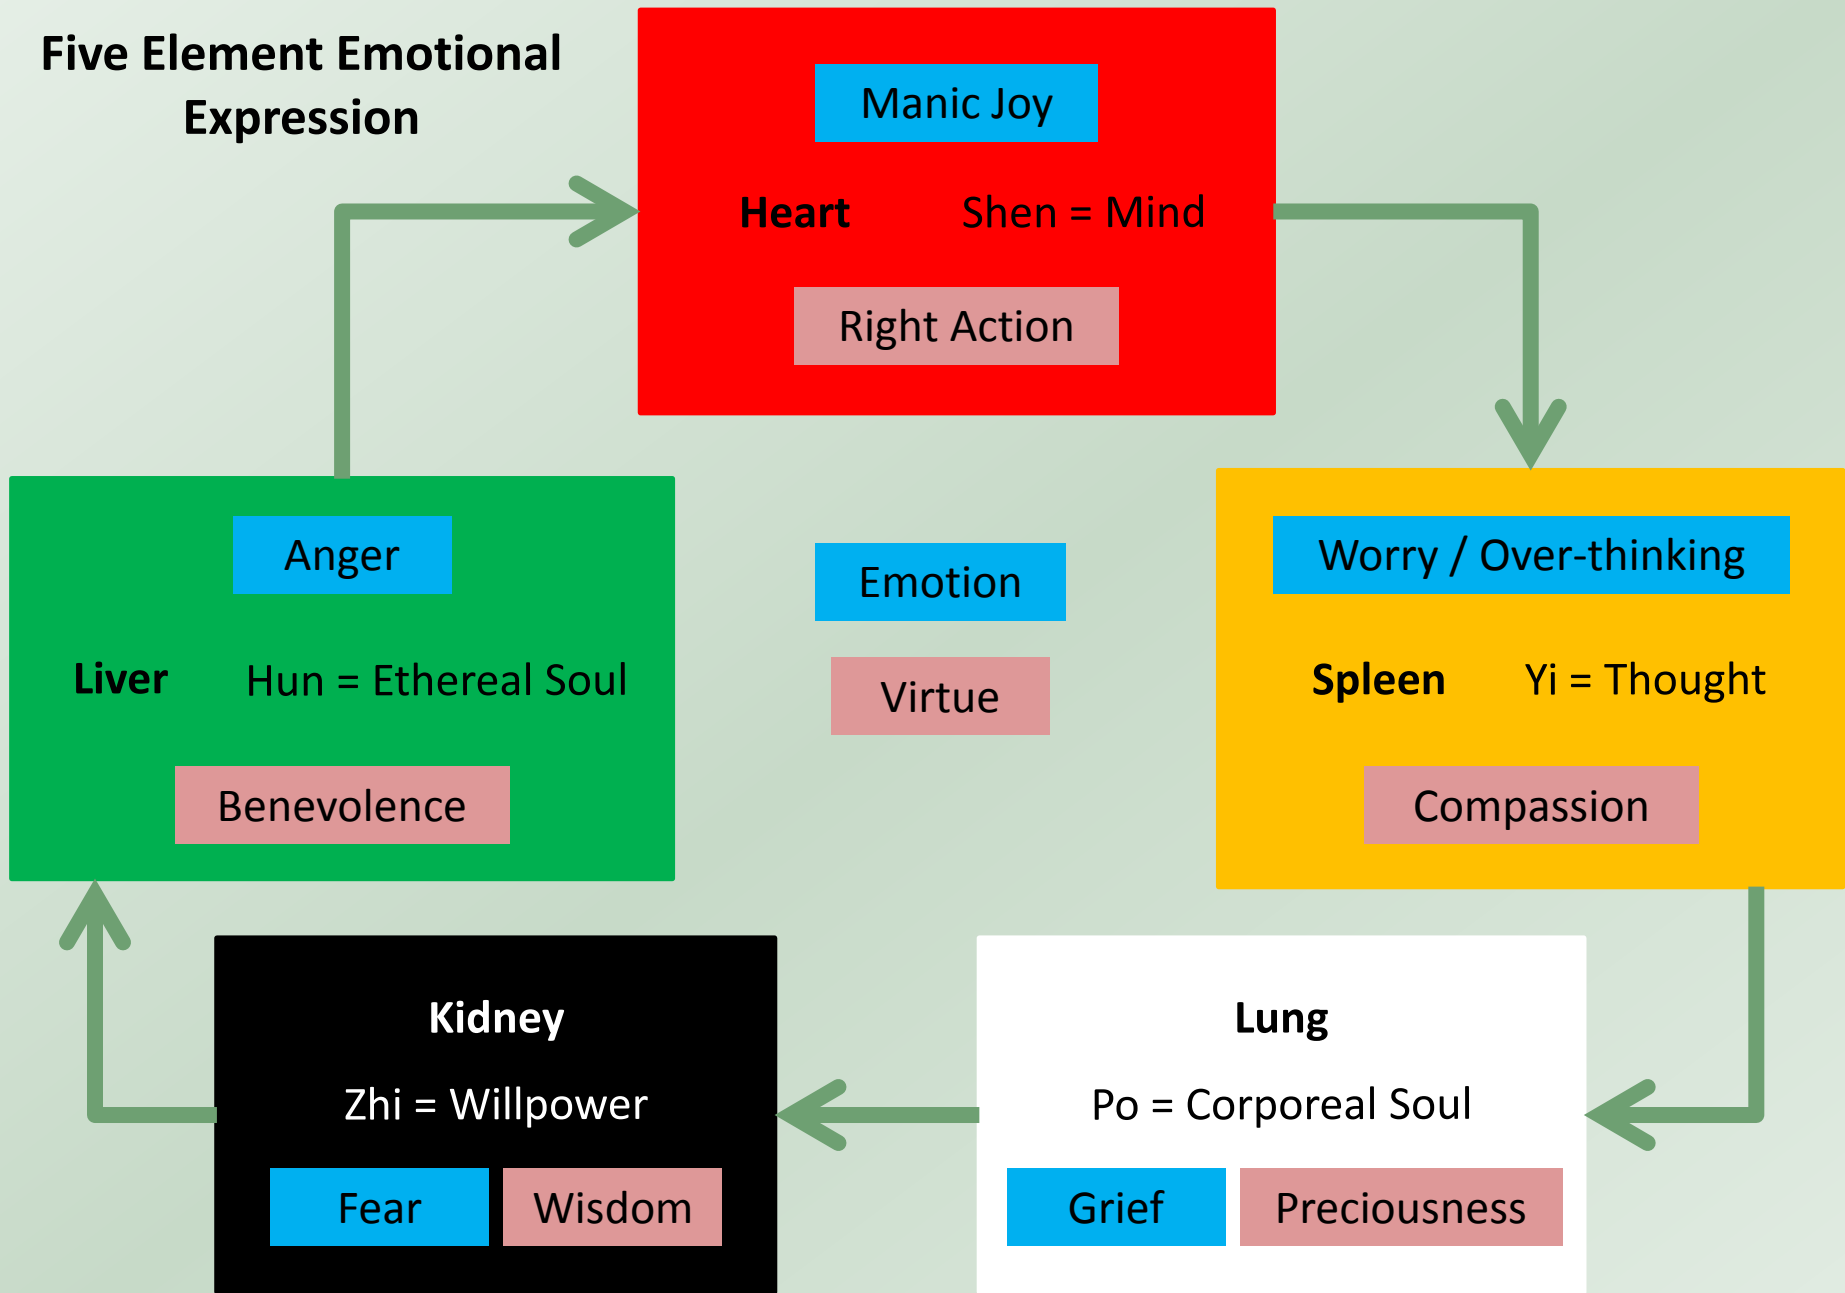 Five Element Emotional
Expression
Manic Joy
Heart Shen = Mind
Right Action
Anger
Liver Hun = Ethereal Soul
Benevolence
Emotion
Virtue
Worry / Over-thinking
Spleen Yi = Thought
Compassion
Kidney
Zhi = Willpower
Fear Wisdom
Lung
Po = Corporeal Soul
Grief Preciousness